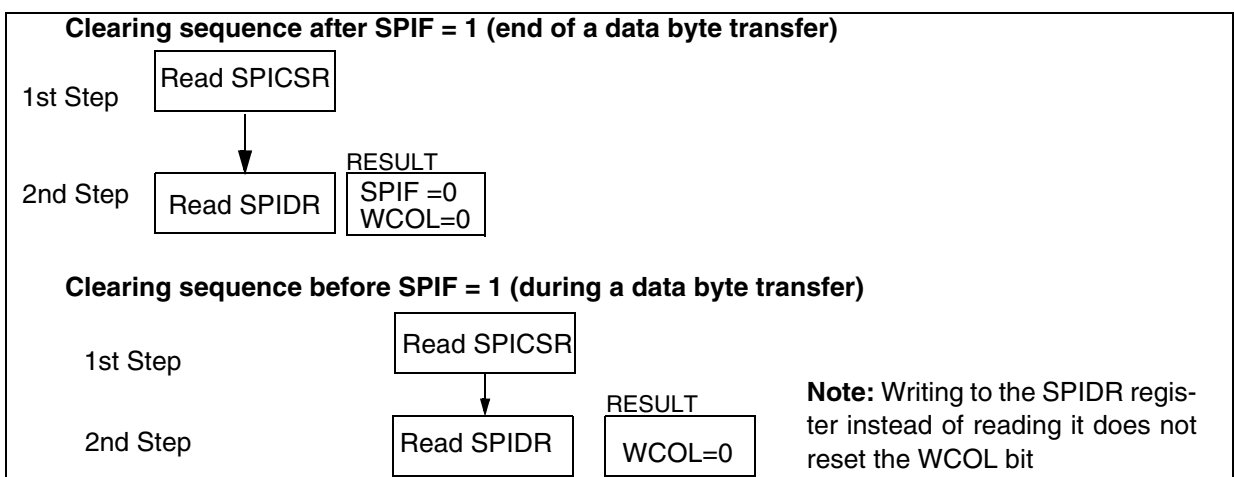 Clearing sequence after SPIF = 1 (end of a data byte transfer)
1st Step
Read SPICSR
2nd Step
Read SPIDR
RESULT
SPIF =0
WCOL=0
Clearing sequence before SPIF = 1 (during a data byte transfer)
1st Step
Read SPICSR
2nd Step
Read SPIDR
RESULT
WCOL=0
Note: Writing to the SPIDR regis-
ter instead of reading it does not
reset the WCOL bit